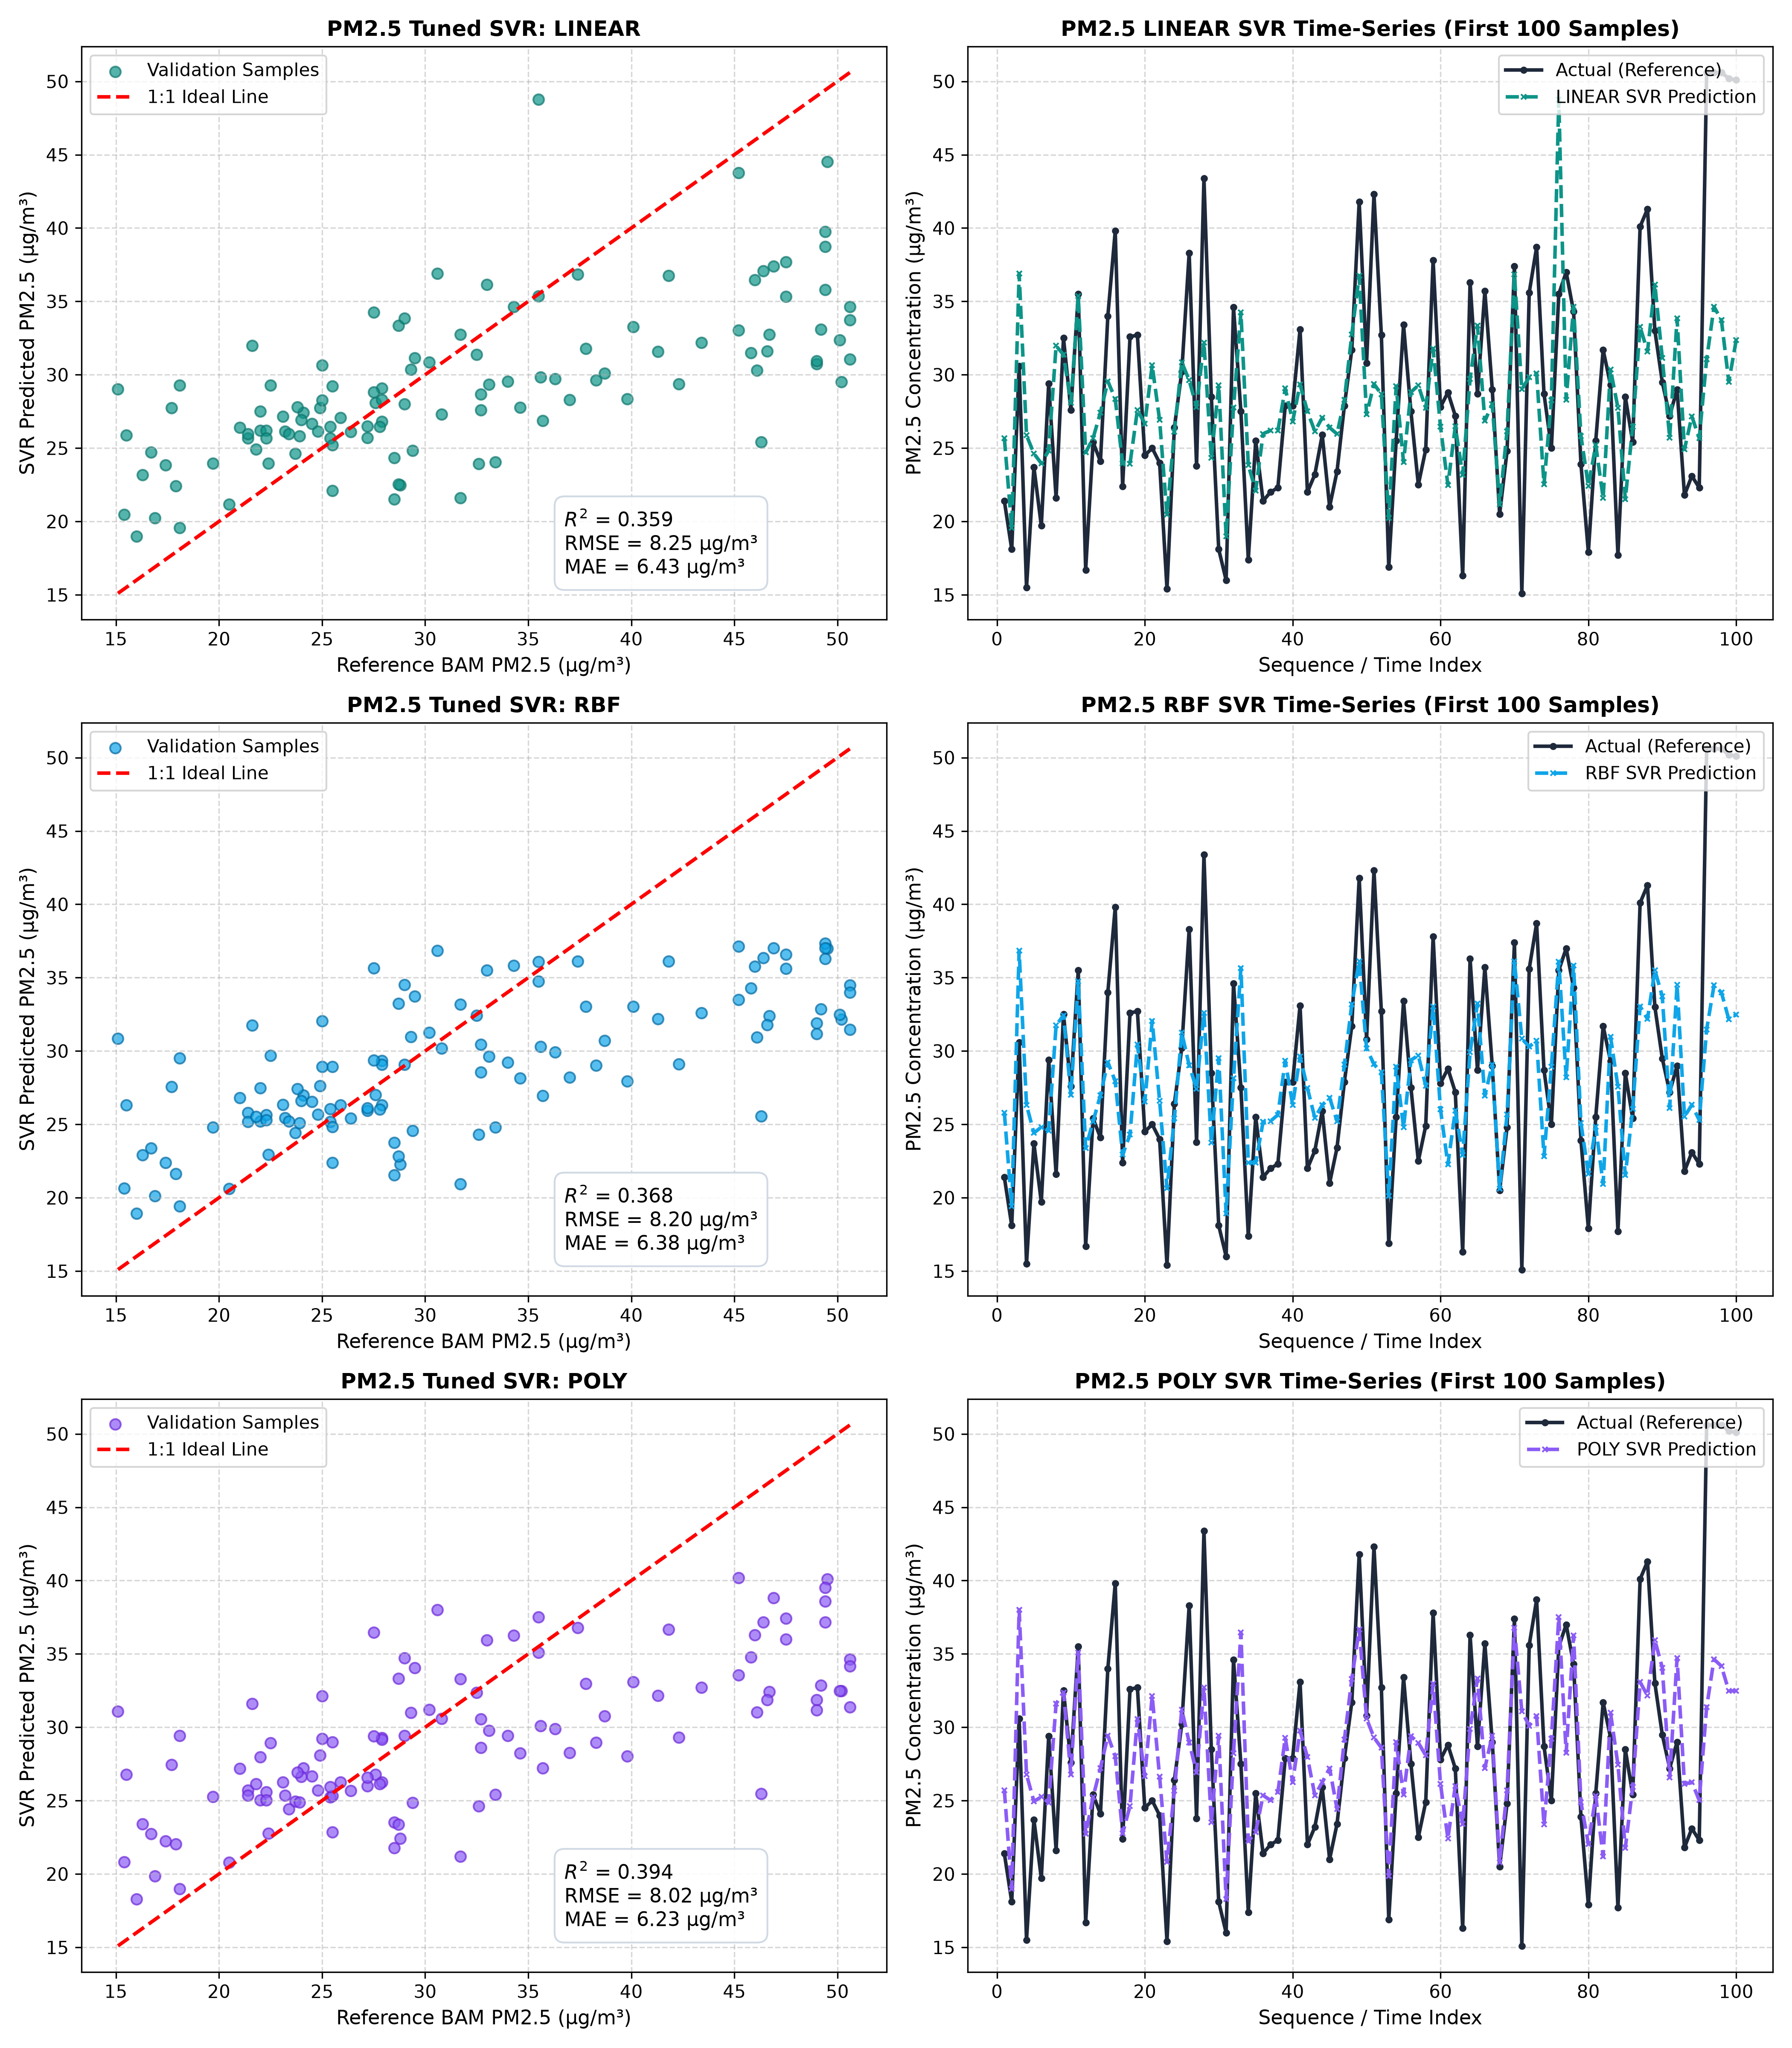 PM2.5 Tuned SVR: LINEAR
Validation Samples
1:1 Ideal Line
SVR Predicted PM2.5 (µg/m³)
50
45
40
35
30
25
20
15
R² = 0.359
RMSE = 8.25 µg/m³
MAE = 6.43 µg/m³
15 20 25 30 35 40 45 50
Reference BAM PM2.5 (µg/m³)
PM2.5 LINEAR SVR Time-Series (First 100 Samples)
Actual (Reference)
LINEAR SVR Prediction
PM2.5 Concentration (µg/m³)
50
45
40
35
30
25
20
15
0 20 40 60 80 100
Sequence / Time Index
PM2.5 Tuned SVR: RBF
Validation Samples
1:1 Ideal Line
SVR Predicted PM2.5 (µg/m³)
50
45
40
35
30
25
20
15
R² = 0.368
RMSE = 8.20 µg/m³
MAE = 6.38 µg/m³
15 20 25 30 35 40 45 50
Reference BAM PM2.5 (µg/m³)
PM2.5 RBF SVR Time-Series (First 100 Samples)
Actual (Reference)
RBF SVR Prediction
PM2.5 Concentration (µg/m³)
50
45
40
35
30
25
20
15
0 20 40 60 80 100
Sequence / Time Index
PM2.5 Tuned SVR: POLY
Validation Samples
1:1 Ideal Line
SVR Predicted PM2.5 (µg/m³)
50
45
40
35
30
25
20
15
R² = 0.394
RMSE = 8.02 µg/m³
MAE = 6.23 µg/m³
15 20 25 30 35 40 45 50
Reference BAM PM2.5 (µg/m³)
PM2.5 POLY SVR Time-Series (First 100 Samples)
Actual (Reference)
POLY SVR Prediction
PM2.5 Concentration (µg/m³)
50
45
40
35
30
25
20
15
0 20 40 60 80 100
Sequence / Time Index